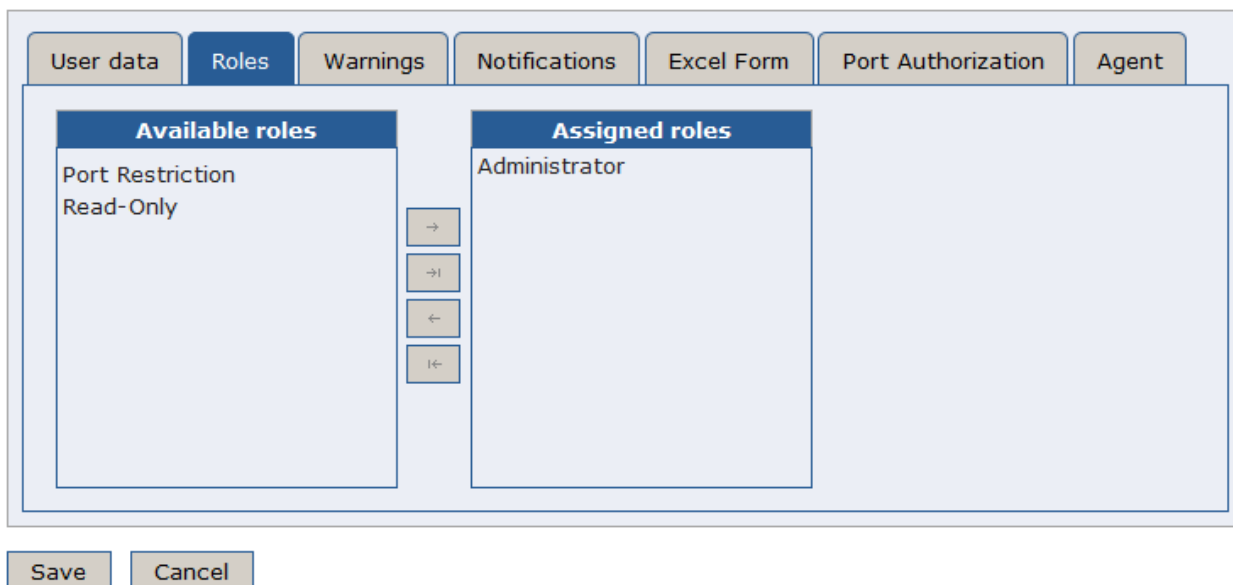 User data Roles Warnings Notifications Excel Form Port Authorization Agent
Available roles Assigned roles
Port Restriction Administrator
Read-Only
→
→I
←
I←
Save Cancel